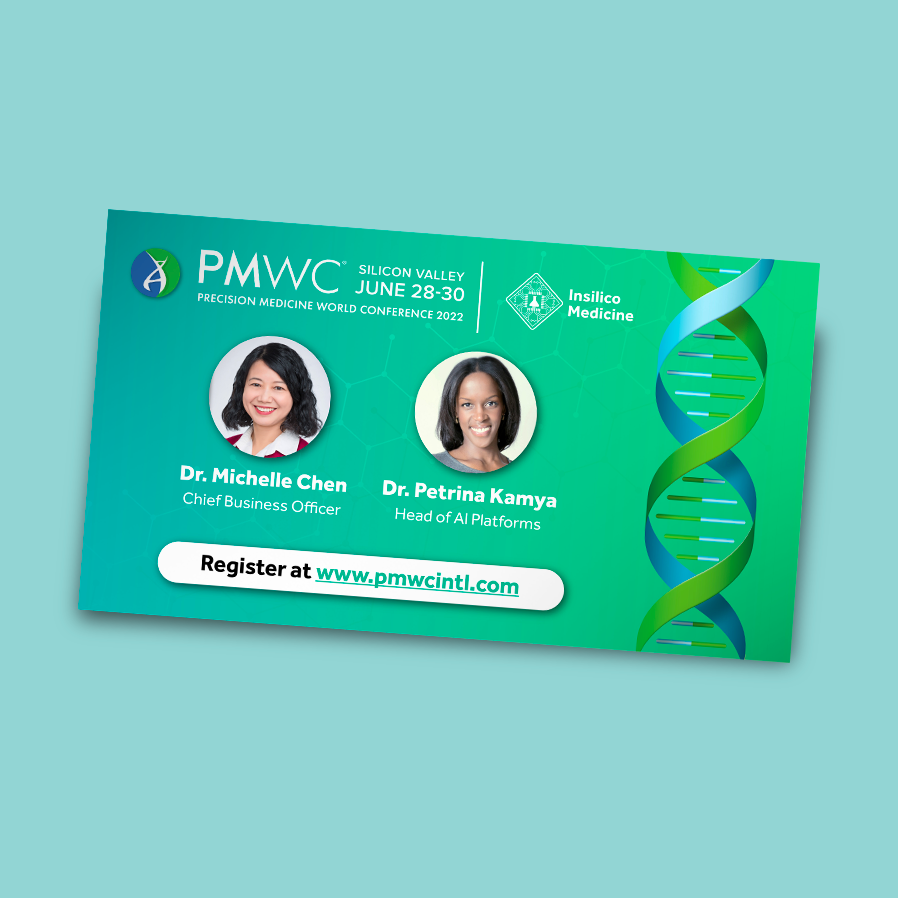 PMWC®
SILICON VALLEY
JUNE 28-30
PRECISION MEDICINE WORLD CONFERENCE 2022
Insilico
Medicine
Dr. Michelle Chen
Chief Business Officer
Dr. Petrina Kamya
Head of AI Platforms
Register at www.pmwcintl.com